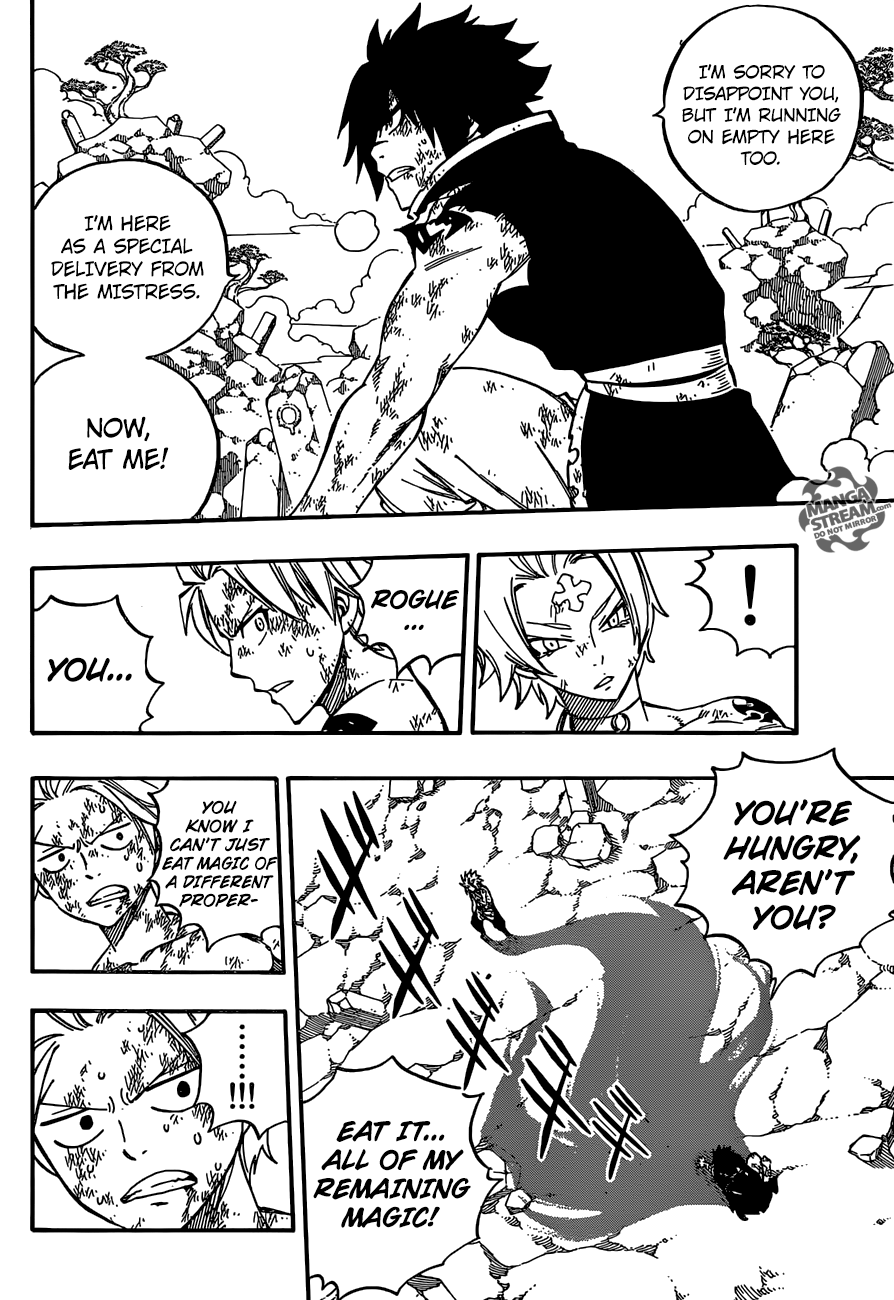 I'M SORRY TO
DISAPPOINT YOU,
BUT I'M RUNNING
ON EMPTY HERE
TOO.
I'M HERE
AS A SPECIAL
DELIVERY FROM
THE MISTRESS.
NOW,
EAT ME!
MANGA
STREAM.com
DO NOT MIRROR
ROGUE
...
YOU...
!
YOU
KNOW I
CAN'T JUST
EAT MAGIC OF
A DIFFERENT
PROPER-
YOU'RE
HUNGRY,
AREN'T
YOU?
......
!!!
EAT IT...
ALL OF MY
REMAINING
MAGIC!